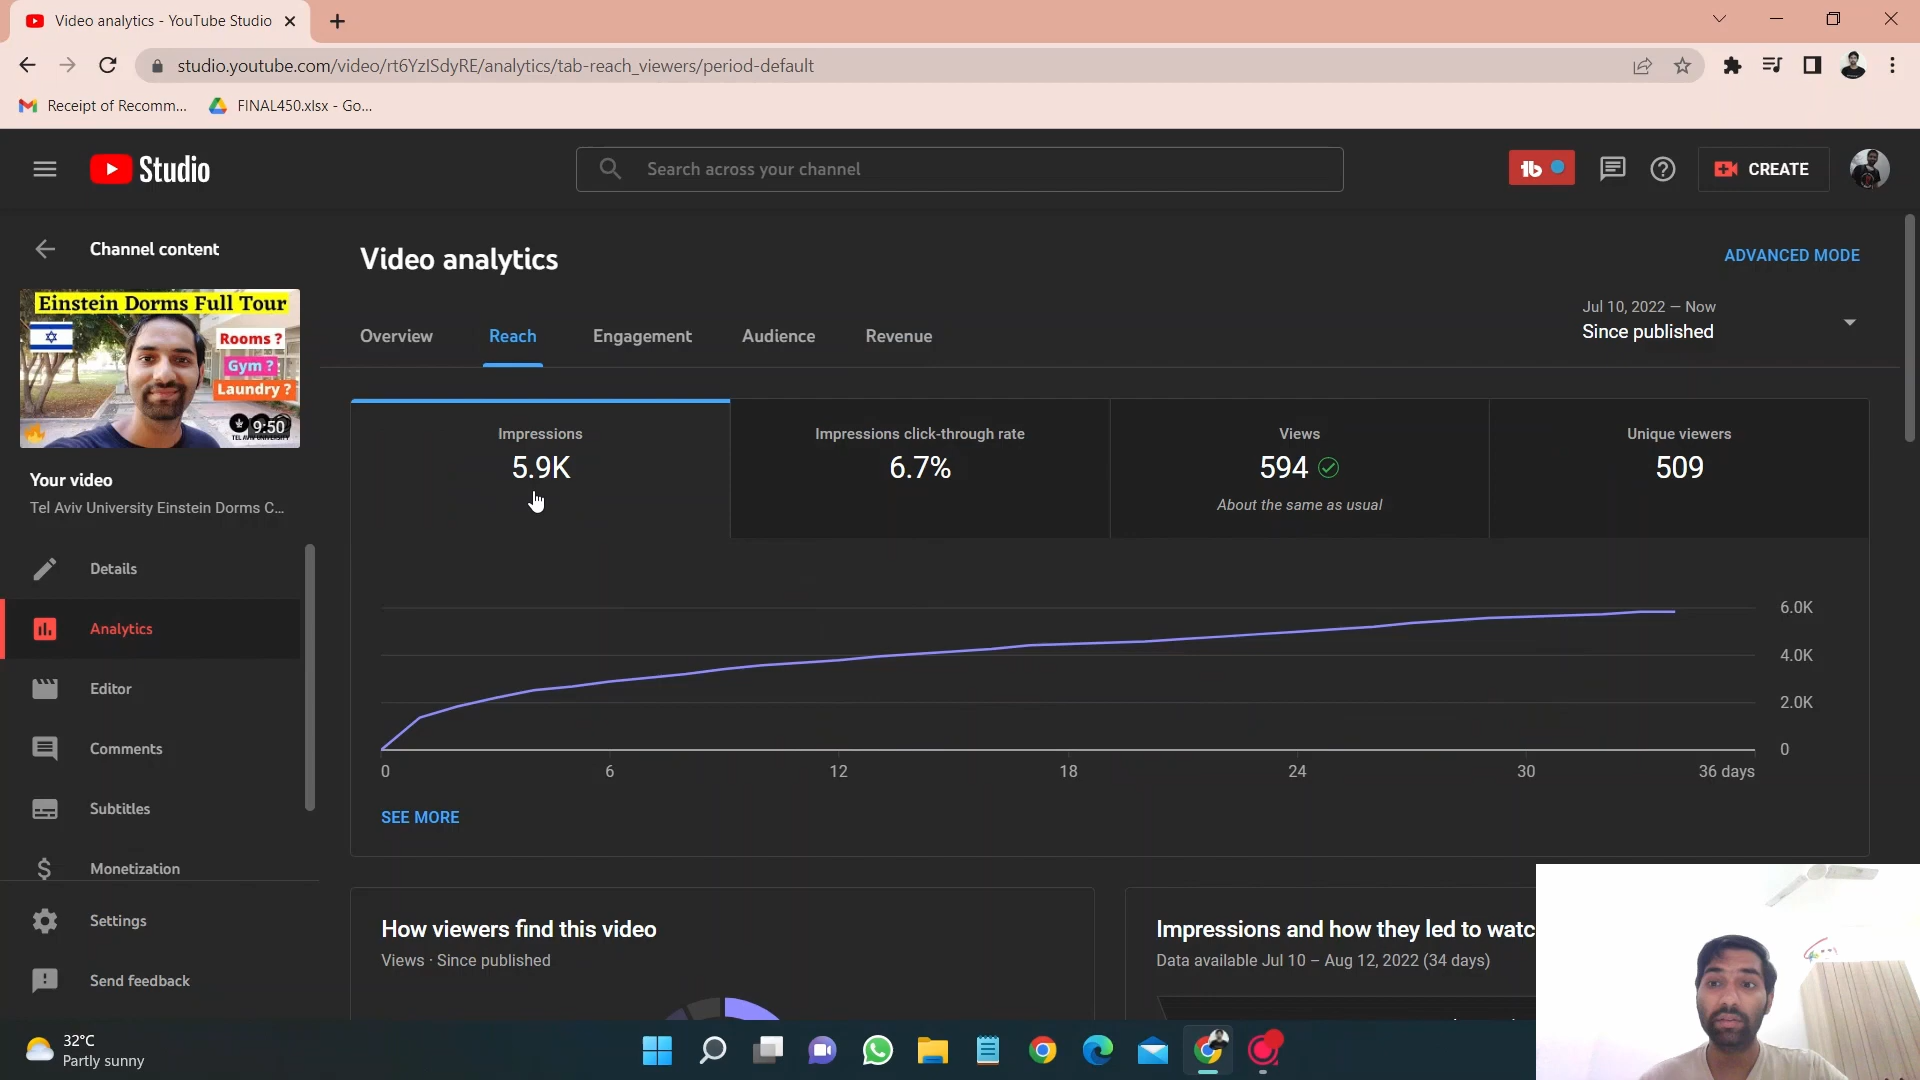 Video analytics - YouTube Studio
studio.youtube.com/video/rt6YzISdyRE/analytics/tab-reach_viewers/period-default
Receipt of Recomm...
FINAL450.xlsx - Go...
Studio
Search across your channel
CREATE
Channel content
Einstein Dorms Full Tour
Rooms ?
Gym ?
Laundry ?
9:50
Your video
Tel Aviv University Einstein Dorms C...
Details
Analytics
Editor
Comments
Subtitles
Monetization
Settings
Send feedback
Video analytics
ADVANCED MODE
Jul 10, 2022 – Now
Since published
Overview
Reach
Engagement
Audience
Revenue
Impressions
5.9K
Impressions click-through rate
6.7%
Views
594
About the same as usual
Unique viewers
509
6.0K
4.0K
2.0K
0
0
6
12
18
24
30
36 days
SEE MORE
How viewers find this video
Views · Since published
Impressions and how they led to watc
Data available Jul 10 – Aug 12, 2022 (34 days)
32°C
Partly sunny